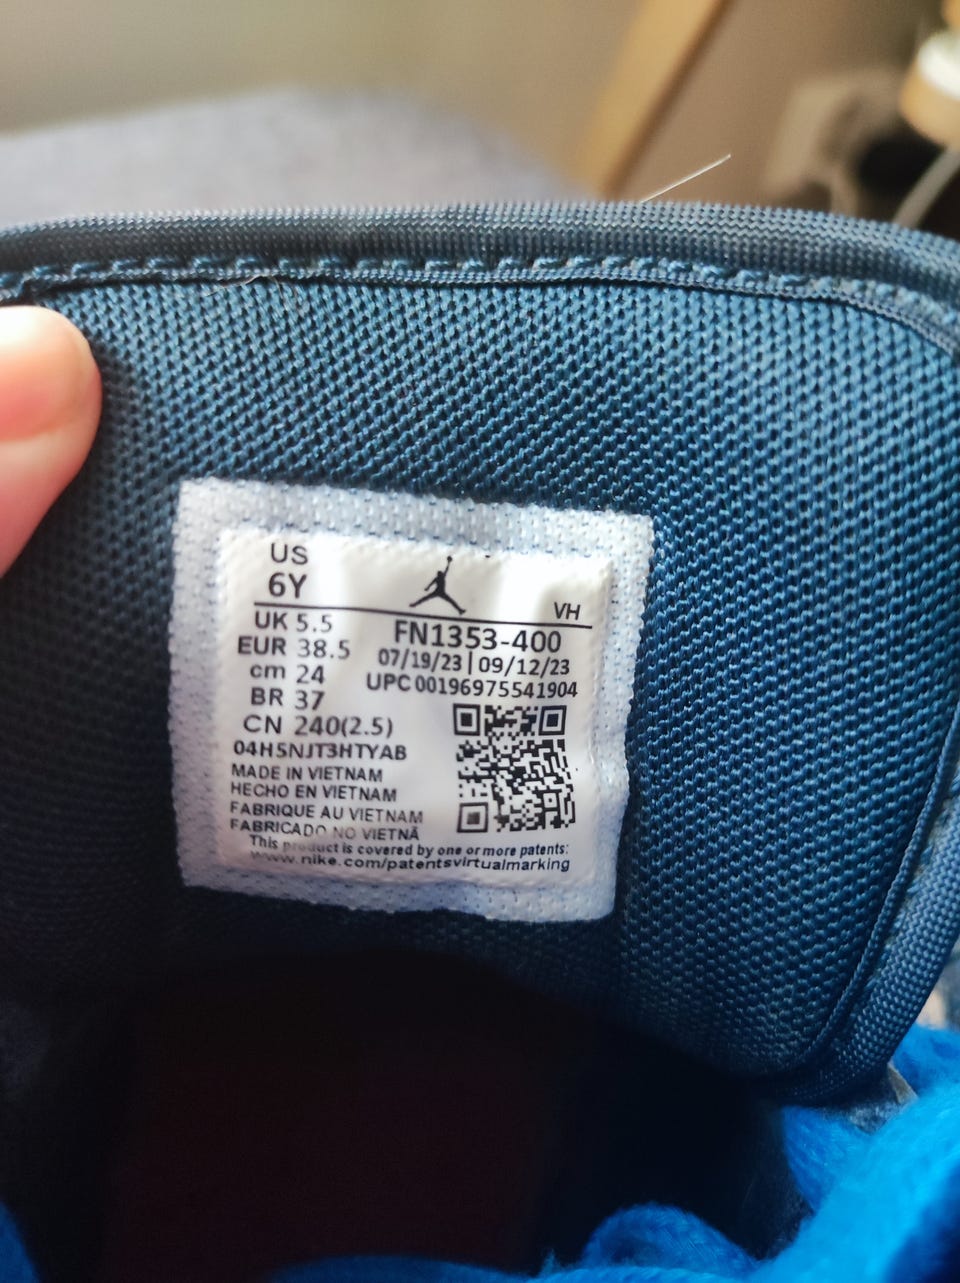 US
6Y
VH
UK 5.5
EUR 38.5
cm 24
BR 37
CN 240(2.5)
FN1353-400
07/19/23 | 09/12/23
UPC 00196975541904
04H5NJT3HTYAB
MADE IN VIETNAM
HECHO EN VIETNAM
FABRIQUE AU VIETNAM
FABRICADO NO VIETNÃ
This product is covered by one or more patents:
www.nike.com/patentsvirtualmarking